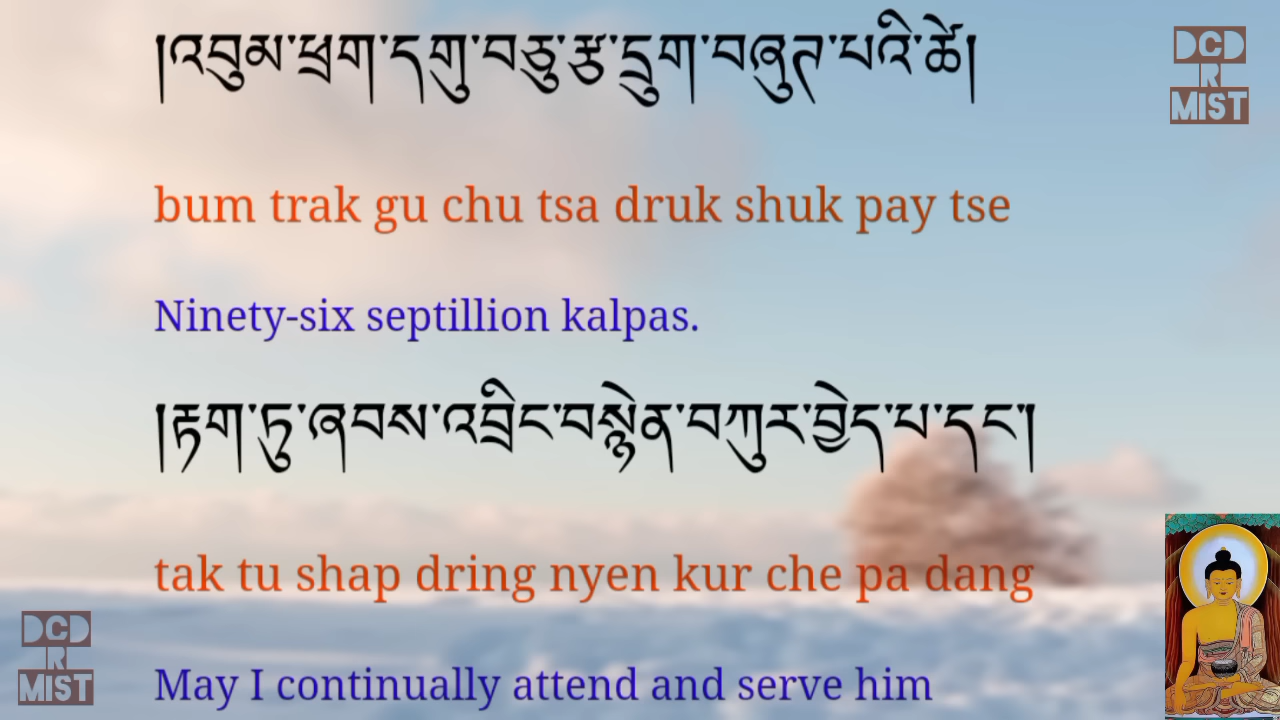 །འབུམ་ཕྲག་དགུ་བཅུ་རྩ་དྲུག་བཞུཊ་པའི་ཚེ།
DCD
R
MIST
bum trak gu chu tsa druk shuk pay tse
Ninety-six septillion kalpas.
།རྟག་ཏུ་ཞབས་འབྲིང་བསྙེན་བཀུར་བྱེད་པ་དང༌།
tak tu shap dring nyen kur che pa dang
DCD
R
MIST
May I continually attend and serve him